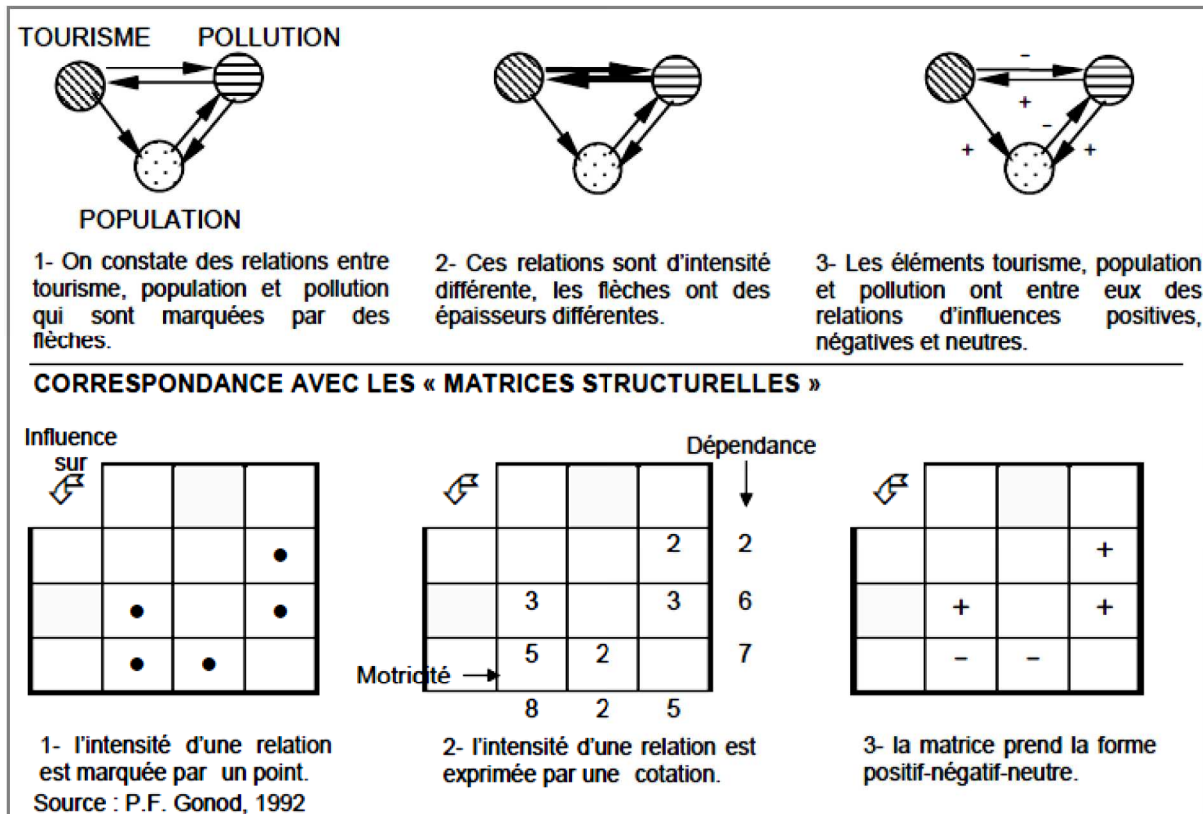 TOURISME POLLUTION
POPULATION
–
+
–
+
+
1- On constate des relations entre
tourisme, population et pollution
qui sont marquées par des
flèches.
2- Ces relations sont d'intensité
différente, les flèches ont des
épaisseurs différentes.
3- Les éléments tourisme, population
et pollution ont entre eux des
relations d'influences positives,
négatives et neutres.
CORRESPONDANCE AVEC LES « MATRICES STRUCTURELLES »
Influence
sur
Dépendance
2 2
3 3 6
5 2 7
Motricité
8 2 5
+
+ +
– –
1- l'intensité d'une relation
est marquée par un point.
2- l'intensité d'une relation est
exprimée par une cotation.
3- la matrice prend la forme
positif-négatif-neutre.
Source : P.F. Gonod, 1992